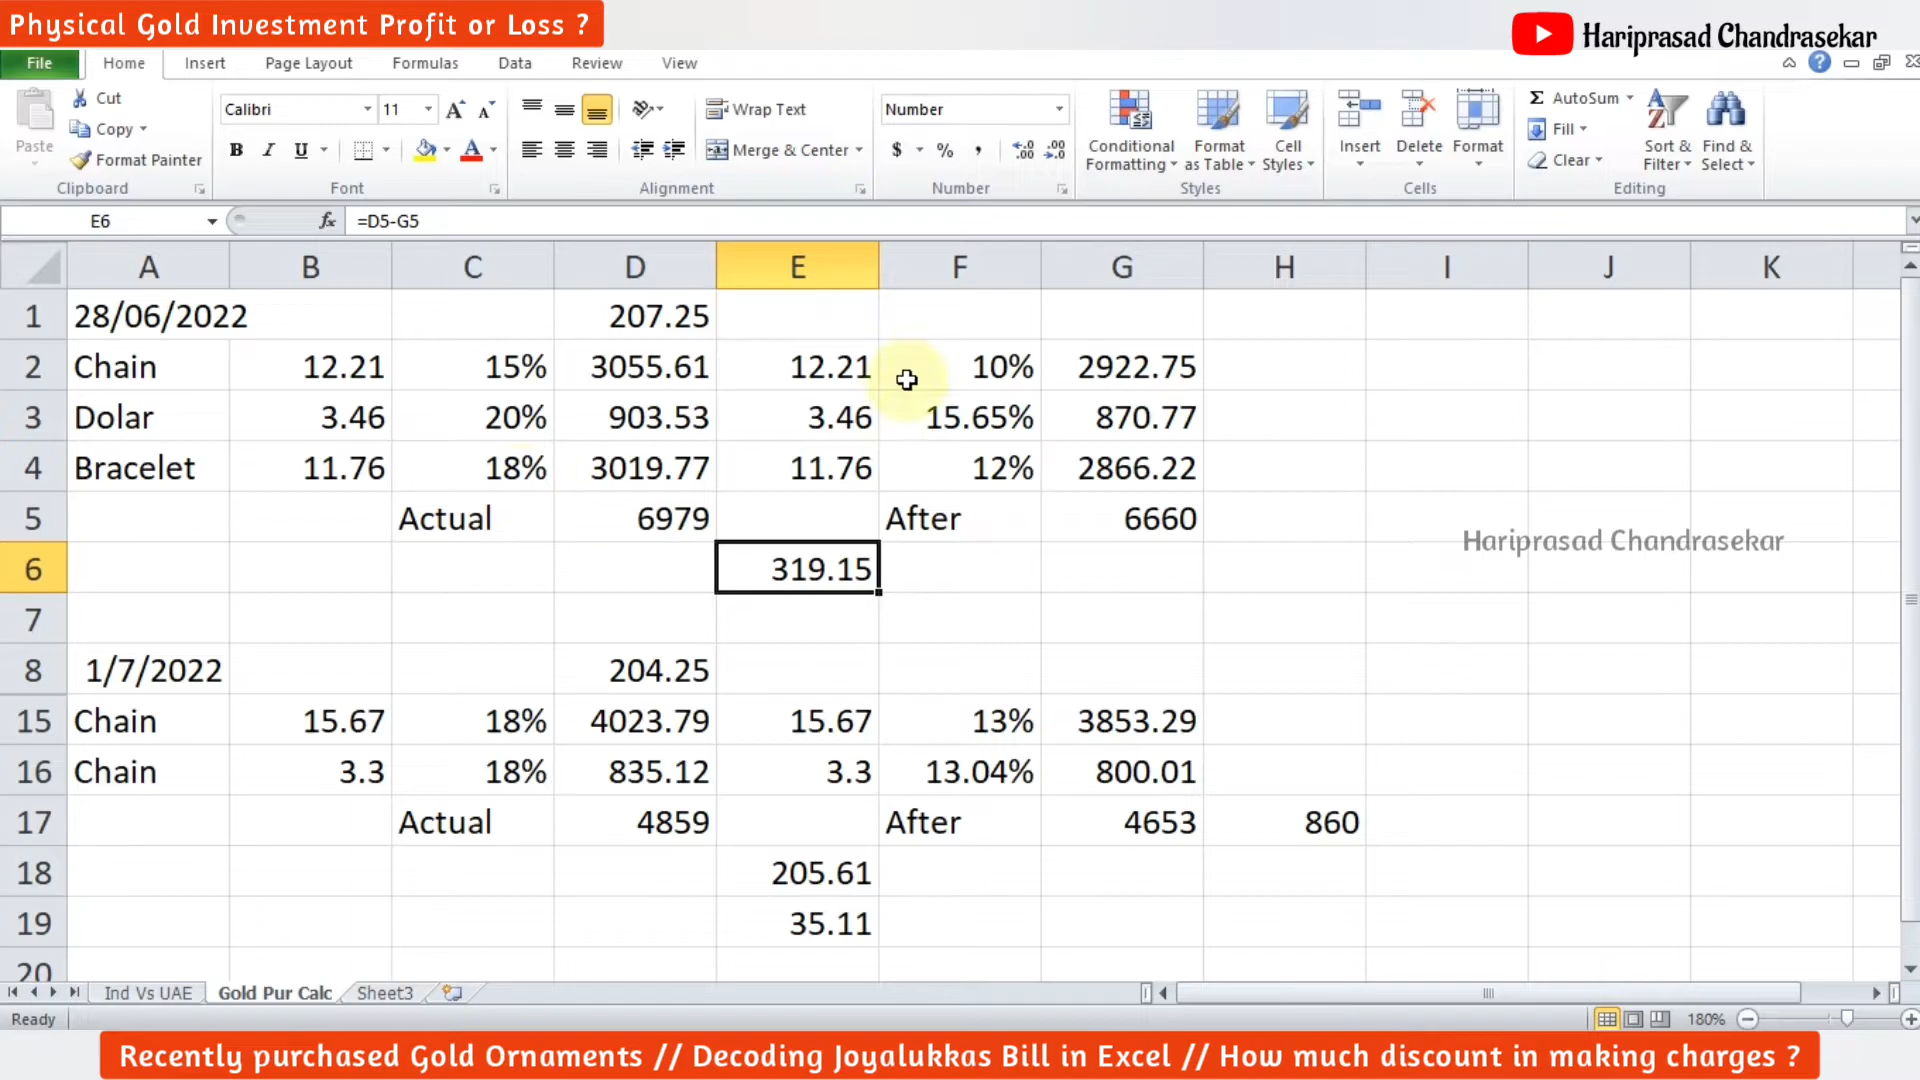 Physical Gold Investment Profit or Loss ?
Hariprasad Chandrasekar
File Home Insert Page Layout Formulas Data Review View
Cut
Copy
Format Painter
Paste
Clipboard
Calibri 11
B I U
Font
Wrap Text
Merge & Center
Alignment
Number
$ % ,
Number
Conditional Formatting
Format as Table
Cell Styles
Styles
Insert Delete Format
Cells
AutoSum
Fill
Clear
Sort & Filter
Find & Select
Editing
E6 fx =D5-G5
A B C D E F G H I J K
1 28/06/2022 207.25
2 Chain 12.21 15% 3055.61 12.21 10% 2922.75
3 Dolar 3.46 20% 903.53 3.46 15.65% 870.77
4 Bracelet 11.76 18% 3019.77 11.76 12% 2866.22
5 Actual 6979 After 6660
Hariprasad Chandrasekar
6 319.15
7
8 1/7/2022 204.25
15 Chain 15.67 18% 4023.79 15.67 13% 3853.29
16 Chain 3.3 18% 835.12 3.3 13.04% 800.01
17 Actual 4859 After 4653 860
18 205.61
19 35.11
20
Ind Vs UAE Gold Pur Calc Sheet3
Ready 180%
Recently purchased Gold Ornaments // Decoding Joyalukkas Bill in Excel // How much discount in making charges ?